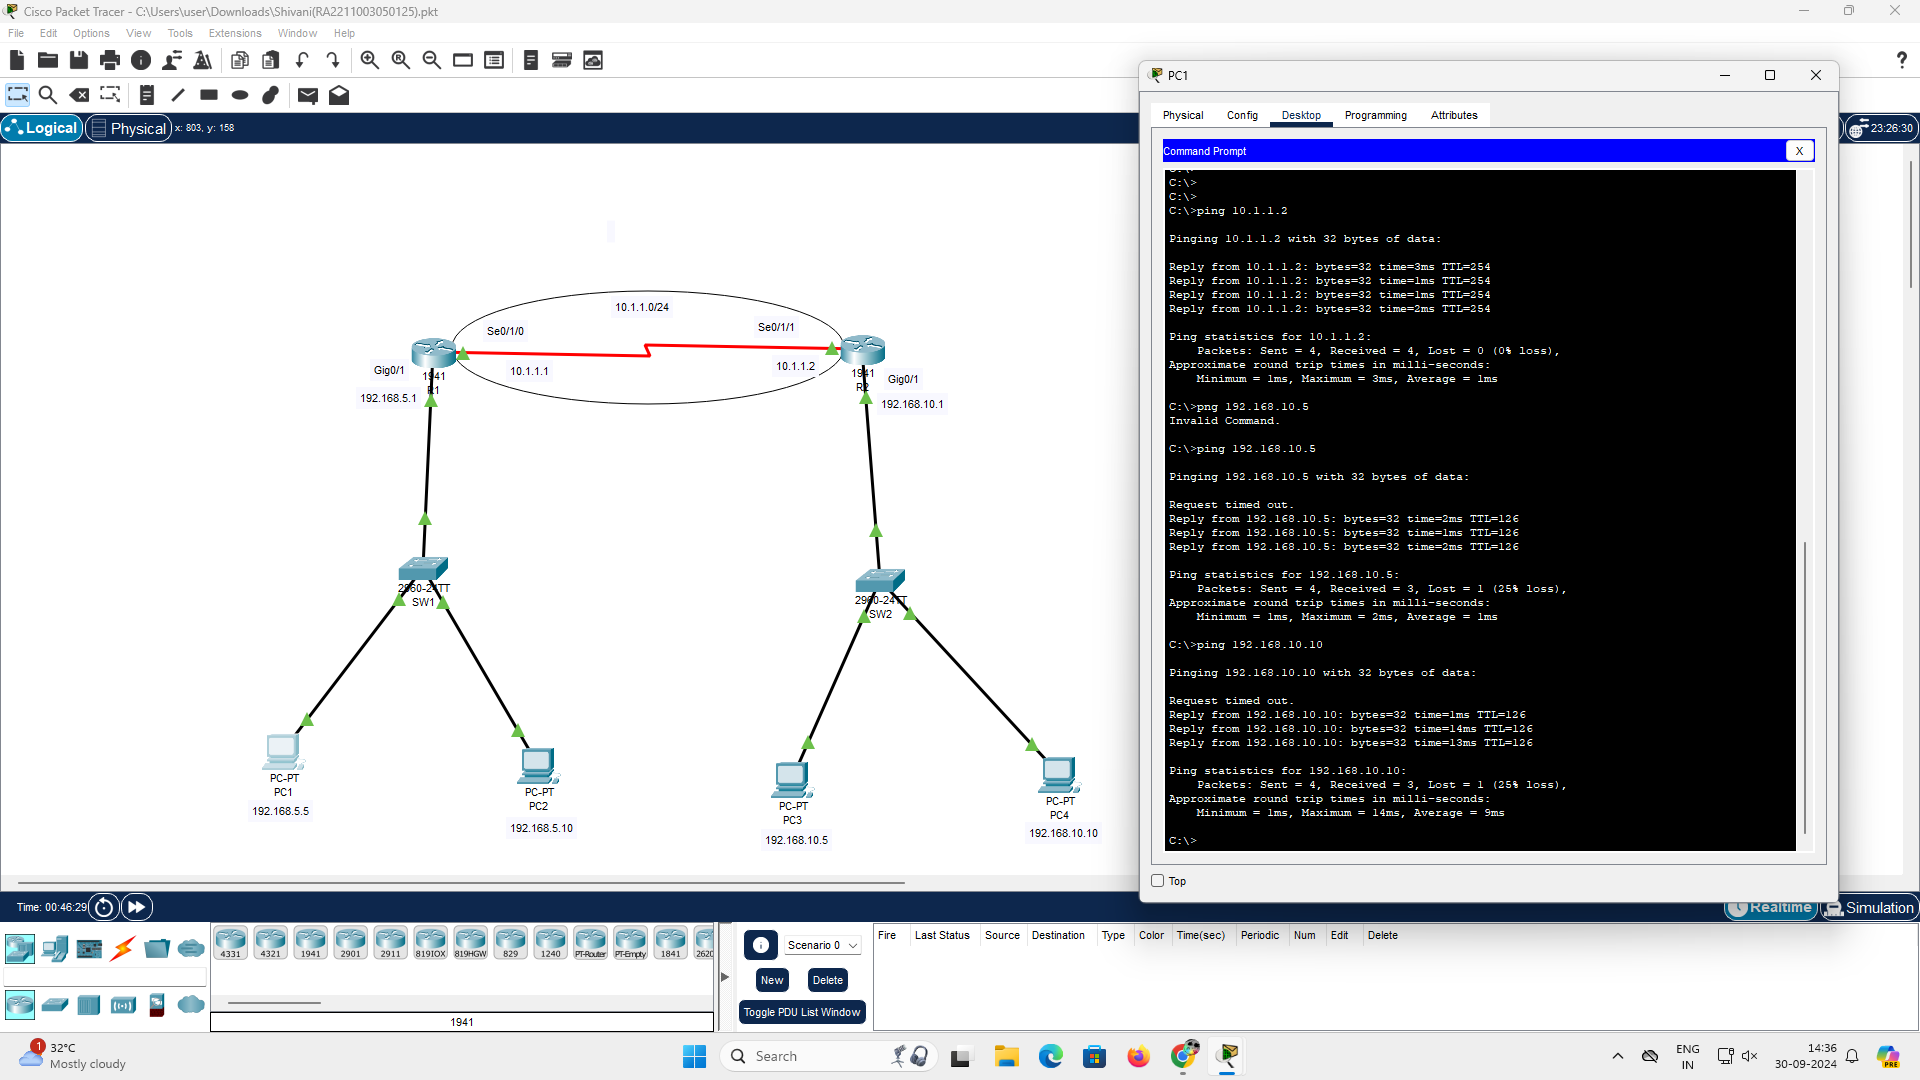 Cisco Packet Tracer - C:\Users\user\Downloads\Shivani(RA2211003050125).pkt
File Edit Options View Tools Extensions Window Help
Logical Physical x: 803, y: 158
23:26:30
10.1.1.0/24
Se0/1/0
Se0/1/1
Gig0/1
10.1.1.1
10.1.1.2
1941
R1
1941
R2
Gig0/1
192.168.5.1
192.168.10.1
2960-24TT
SW1
2960-24TT
SW2
PC-PT
PC1
192.168.5.5
PC-PT
PC2
192.168.5.10
PC-PT
PC3
192.168.10.5
PC-PT
PC4
192.168.10.10
PC1
Physical Config Desktop Programming Attributes
Command Prompt
X
C:\>
C:\>
C:\>ping 10.1.1.2
Pinging 10.1.1.2 with 32 bytes of data:
Reply from 10.1.1.2: bytes=32 time=3ms TTL=254
Reply from 10.1.1.2: bytes=32 time=1ms TTL=254
Reply from 10.1.1.2: bytes=32 time=1ms TTL=254
Reply from 10.1.1.2: bytes=32 time=2ms TTL=254
Ping statistics for 10.1.1.2:
Packets: Sent = 4, Received = 4, Lost = 0 (0% loss),
Approximate round trip times in milli-seconds:
Minimum = 1ms, Maximum = 3ms, Average = 1ms
C:\>png 192.168.10.5
Invalid Command.
C:\>ping 192.168.10.5
Pinging 192.168.10.5 with 32 bytes of data:
Request timed out.
Reply from 192.168.10.5: bytes=32 time=2ms TTL=126
Reply from 192.168.10.5: bytes=32 time=1ms TTL=126
Reply from 192.168.10.5: bytes=32 time=2ms TTL=126
Ping statistics for 192.168.10.5:
Packets: Sent = 4, Received = 3, Lost = 1 (25% loss),
Approximate round trip times in milli-seconds:
Minimum = 1ms, Maximum = 2ms, Average = 1ms
C:\>ping 192.168.10.10
Pinging 192.168.10.10 with 32 bytes of data:
Request timed out.
Reply from 192.168.10.10: bytes=32 time=1ms TTL=126
Reply from 192.168.10.10: bytes=32 time=14ms TTL=126
Reply from 192.168.10.10: bytes=32 time=13ms TTL=126
Ping statistics for 192.168.10.10:
Packets: Sent = 4, Received = 3, Lost = 1 (25% loss),
Approximate round trip times in milli-seconds:
Minimum = 1ms, Maximum = 14ms, Average = 9ms
C:\>
Top
Time: 00:46:29
Realtime Simulation
4331 4321 1941 2901 2911 819IOX 819HGW 829 1240 PT-Router PT-Empty 1841 2620
1941
Scenario 0
New Delete
Toggle PDU List Window
Fire Last Status Source Destination Type Color Time(sec) Periodic Num Edit Delete
1
32°C
Mostly cloudy
Search
ENG
IN
14:36
30-09-2024
PRE